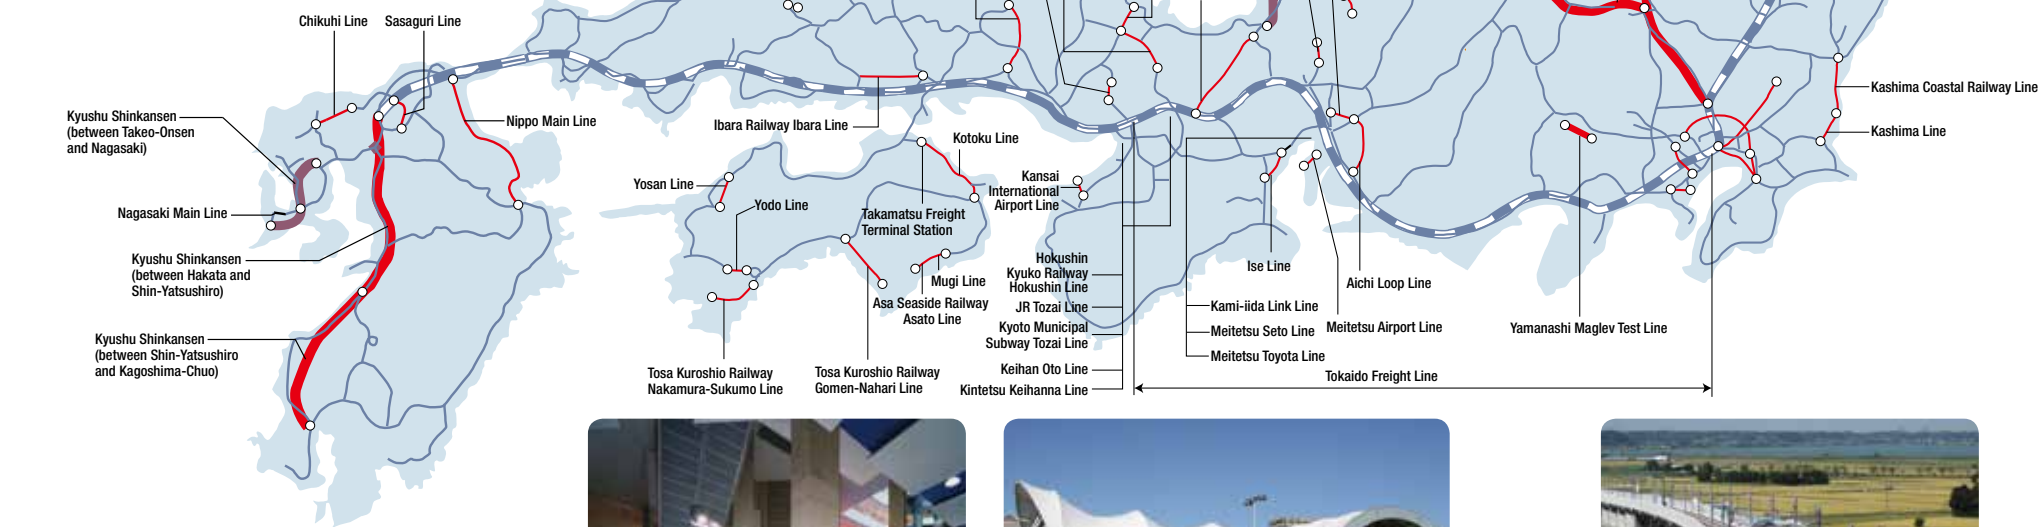 Chikuhi Line
Sasaguri Line
Kyushu Shinkansen
(between Takeo-Onsen
and Nagasaki)
Nippo Main Line
Nagasaki Main Line
Kyushu Shinkansen
(between Hakata and
Shin-Yatsushiro)
Kyushu Shinkansen
(between Shin-Yatsushiro
and Kagoshima-Chuo)
Ibara Railway Ibara Line
Kotoku Line
Yosan Line
Yodo Line
Takamatsu Freight
Terminal Station
Mugi Line
Asa Seaside Railway
Asato Line
Tosa Kuroshio Railway
Nakamura-Sukumo Line
Tosa Kuroshio Railway
Gomen-Nahari Line
Kansai
International
Airport Line
Hokushin
Kyuko Railway
Hokushin Line
JR Tozai Line
Kyoto Municipal
Subway Tozai Line
Keihan Oto Line
Kintetsu Keihanna Line
Ise Line
Kami-iida Link Line
Meitetsu Seto Line
Meitetsu Toyota Line
Aichi Loop Line
Meitetsu Airport Line
Tokaido Freight Line
Yamanashi Maglev Test Line
Kashima Coastal Railway Line
Kashima Line